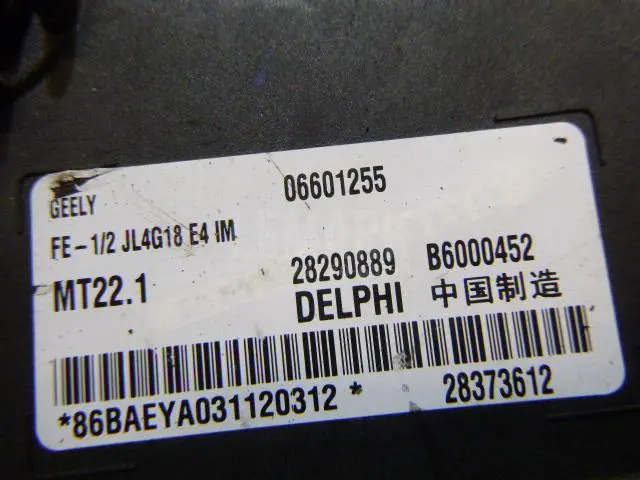 GEELY 06601255
FE-1/2 JL4G18 E4 IM
28290889 B6000452
MT22.1 DELPHI 中国制造
*86BAEYA031120312* 28373612